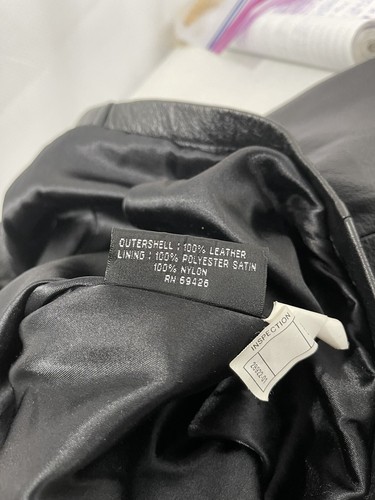 OUTERSHELL : 100% LEATHER
LINING : 100% POLYESTER SATIN
100% NYLON
RN 69426
INSPECTION